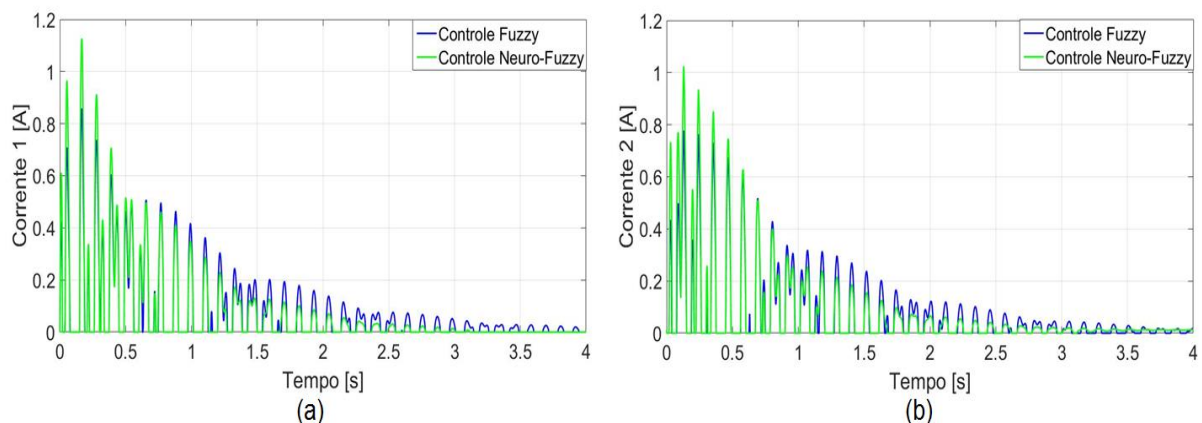 1.2
1
0.8
0.6
0.4
0.2
0
Corrente 1 [A]
Controle Fuzzy
Controle Neuro-Fuzzy
0 0.5 1 1.5 2 2.5 3 3.5 4
Tempo [s]
(a)
1.2
1
0.8
0.6
0.4
0.2
0
Corrente 2 [A]
Controle Fuzzy
Controle Neuro-Fuzzy
0 0.5 1 1.5 2 2.5 3 3.5 4
Tempo [s]
(b)